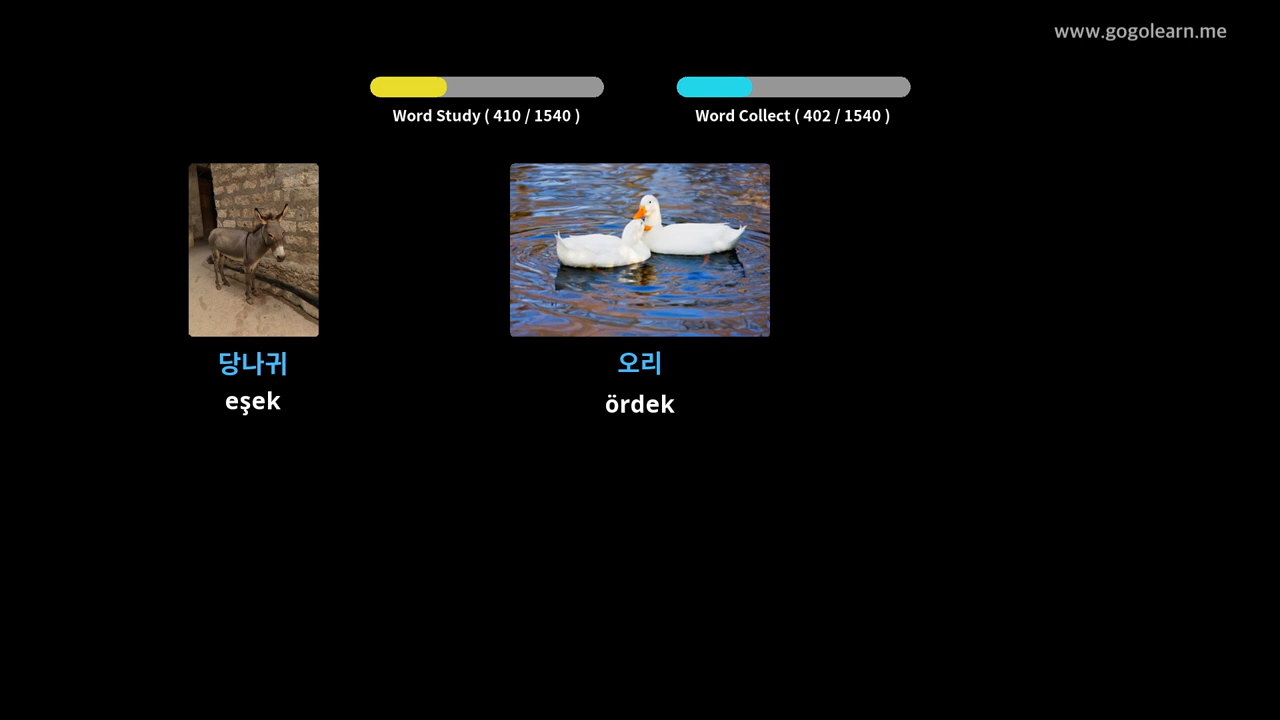 www.gogolearn.me
Word Study ( 410 / 1540 )
Word Collect ( 402 / 1540 )
당나귀
eşek
오리
ördek